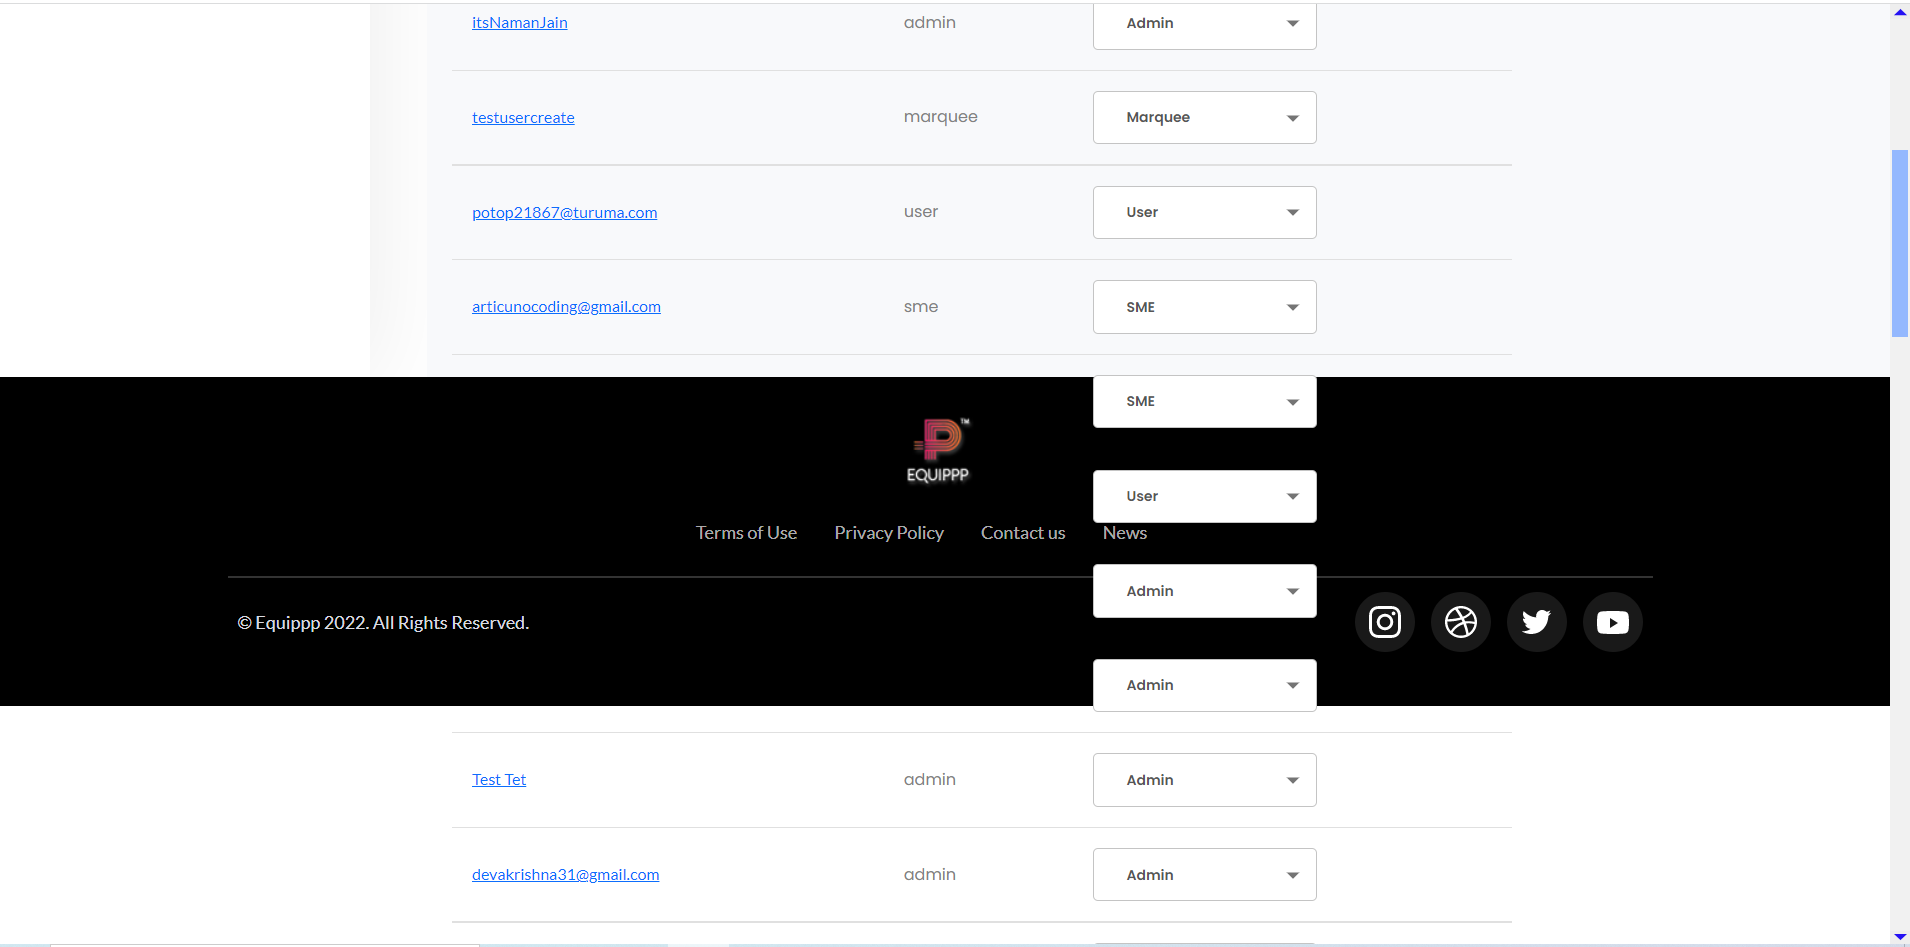 itsNamanJain admin Admin
testusercreate marquee Marquee
potop21867@turuma.com user User
articunocoding@gmail.com sme SME
SME
TM
EQUIPPP
User
Terms of Use Privacy Policy Contact us News
Admin
© Equippp 2022. All Rights Reserved.
Admin
Test Tet admin Admin
devakrishna31@gmail.com admin Admin